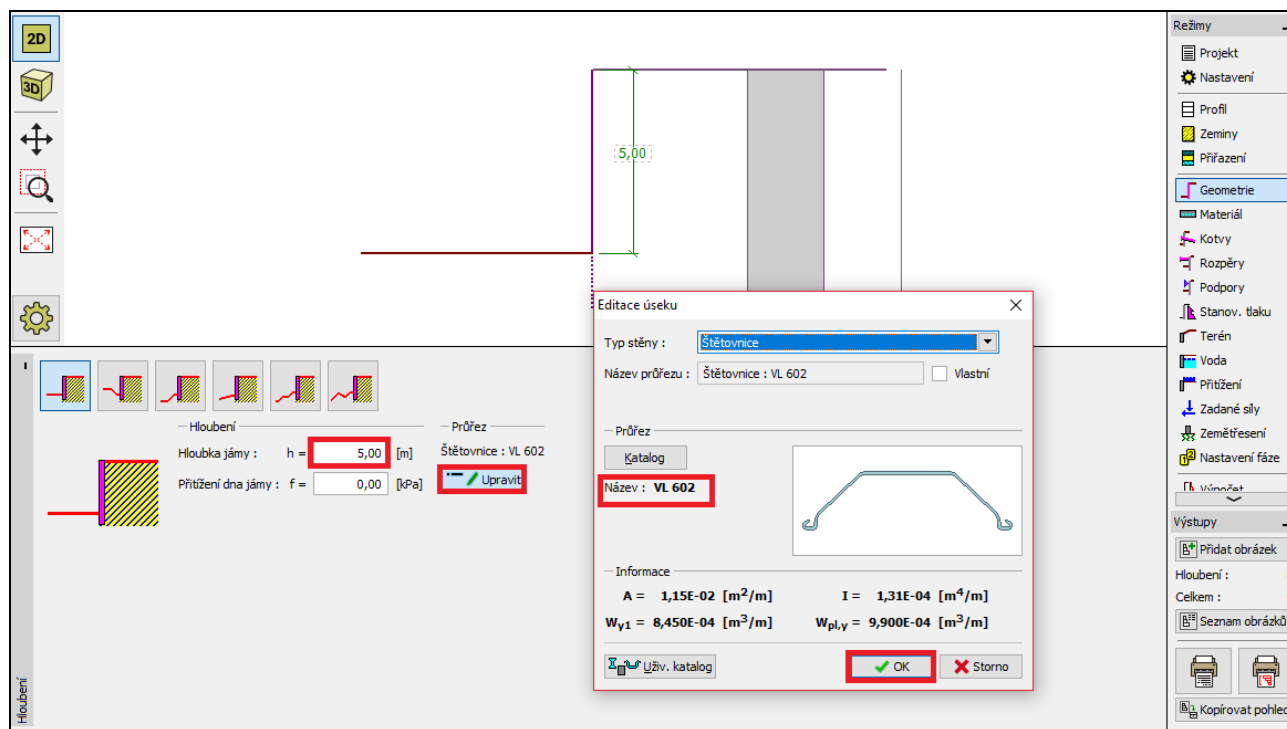 2D
3D
5,00
Editace úseku
Typ stěny : Štětovnice
Název průřezu : Štětovnice : VL 602 Vlastní
Průřez
Katalog
Název : VL 602
Informace
A = 1,15E-02 [m2/m] I = 1,31E-04 [m4/m]
Wy1 = 8,450E-04 [m3/m] Wpl,y = 9,900E-04 [m3/m]
Uživ. katalog OK Storno
Hloubení
Hloubka jámy : h = 5,00 [m]
Přitížení dna jámy : f = 0,00 [kPa]
Průřez
Štětovnice : VL 602
Upravit
Hloubení
Režimy
Projekt
Nastavení
Profil
Zeminy
Přiřazení
Geometrie
Materiál
Kotvy
Rozpěry
Podpory
Stanov. tlaku
Terén
Voda
Přitížení
Zadané síly
Zemětřesení
Nastavení fáze
Výpočet
Výstupy
Přidat obrázek
Hloubení :
Celkem :
Seznam obrázků
Kopírovat pohled